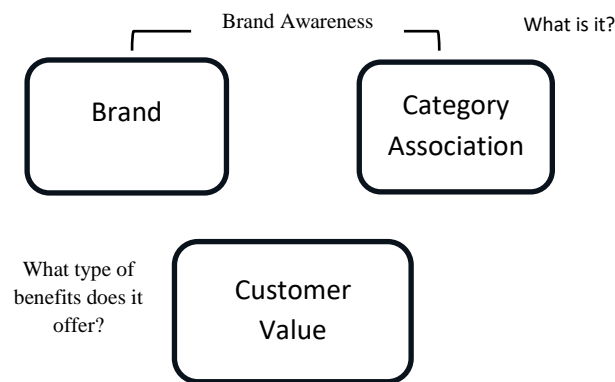 Brand Awareness
What is it?
Brand
Category
Association
What type of
benefits does it
offer?
Customer
Value